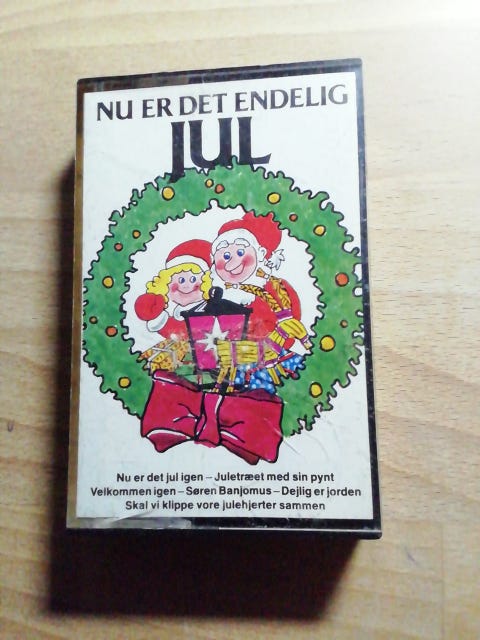 NU ER DET ENDELIG
JUL
Nu er det jul igen – Juletræet med sin pynt
Velkommen igen – Søren Banjomus – Dejlig er jorden
Skal vi klippe vore julehjerter sammen